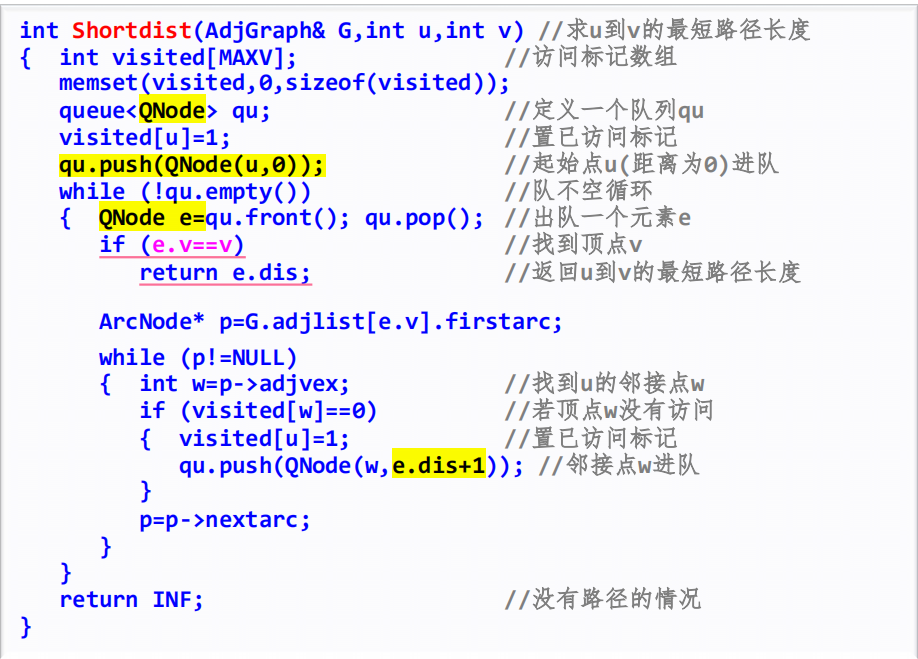 int Shortdist(AdjGraph& G,int u,int v) //求u到v的最短路径长度
{  int visited[MAXV];                //访问标记数组
   memset(visited,0,sizeof(visited));
   queue<QNode> qu;                  //定义一个队列qu
   visited[u]=1;                     //置已访问标记
   qu.push(QNode(u,0));              //起始点u(距离为0)进队
   while (!qu.empty())               //队不空循环
   {  QNode e=qu.front(); qu.pop();  //出队一个元素e
      if (e.v==v)                    //找到顶点v
         return e.dis;               //返回u到v的最短路径长度
      ArcNode* p=G.adjlist[e.v].firstarc;
      while (p!=NULL)
      {  int w=p->adjvex;            //找到u的邻接点w
         if (visited[w]==0)          //若顶点w没有访问
         {  visited[u]=1;            //置已访问标记
            qu.push(QNode(w,e.dis+1)); //邻接点w进队
         }
         p=p->nextarc;
      }
   }
   return INF;                       //没有路径的情况
}